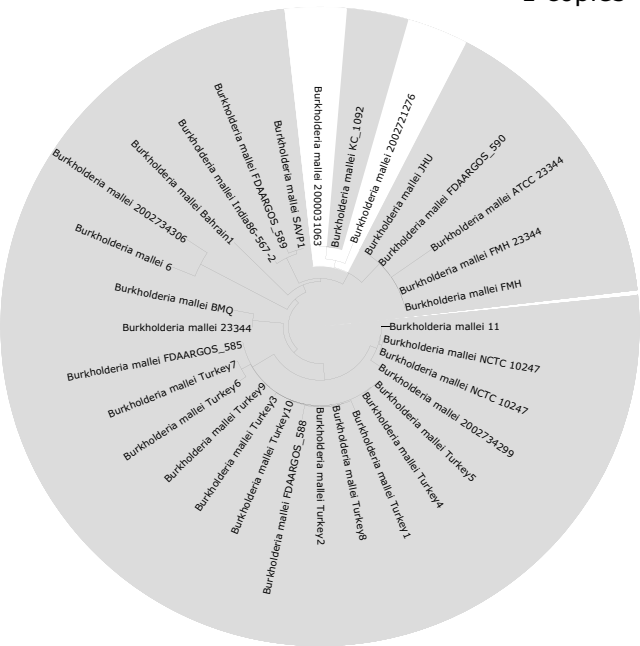 Burkholderia mallei 2000031063
Burkholderia mallei KC_1092
Burkholderia mallei 2002721276
Burkholderia mallei JHU
Burkholderia mallei FDAARGOS_590
Burkholderia mallei ATCC 23344
Burkholderia mallei FMH 23344
Burkholderia mallei FMH
Burkholderia mallei 11
Burkholderia mallei NCTC 10247
Burkholderia mallei NCTC 10247
Burkholderia mallei 2002734299
Burkholderia mallei Turkey5
Burkholderia mallei Turkey4
Burkholderia mallei Turkey1
Burkholderia mallei Turkey8
Burkholderia mallei Turkey2
Burkholderia mallei FDAARGOS_588
Burkholderia mallei Turkey10
Burkholderia mallei Turkey3
Burkholderia mallei Turkey9
Burkholderia mallei Turkey6
Burkholderia mallei Turkey7
Burkholderia mallei FDAARGOS_585
Burkholderia mallei 23344
Burkholderia mallei BMQ
Burkholderia mallei 6
Burkholderia mallei 2002734306
Burkholderia mallei Bahrain1
Burkholderia mallei India86-567-2
Burkholderia mallei FDAARGOS_589
Burkholderia mallei SAVP1